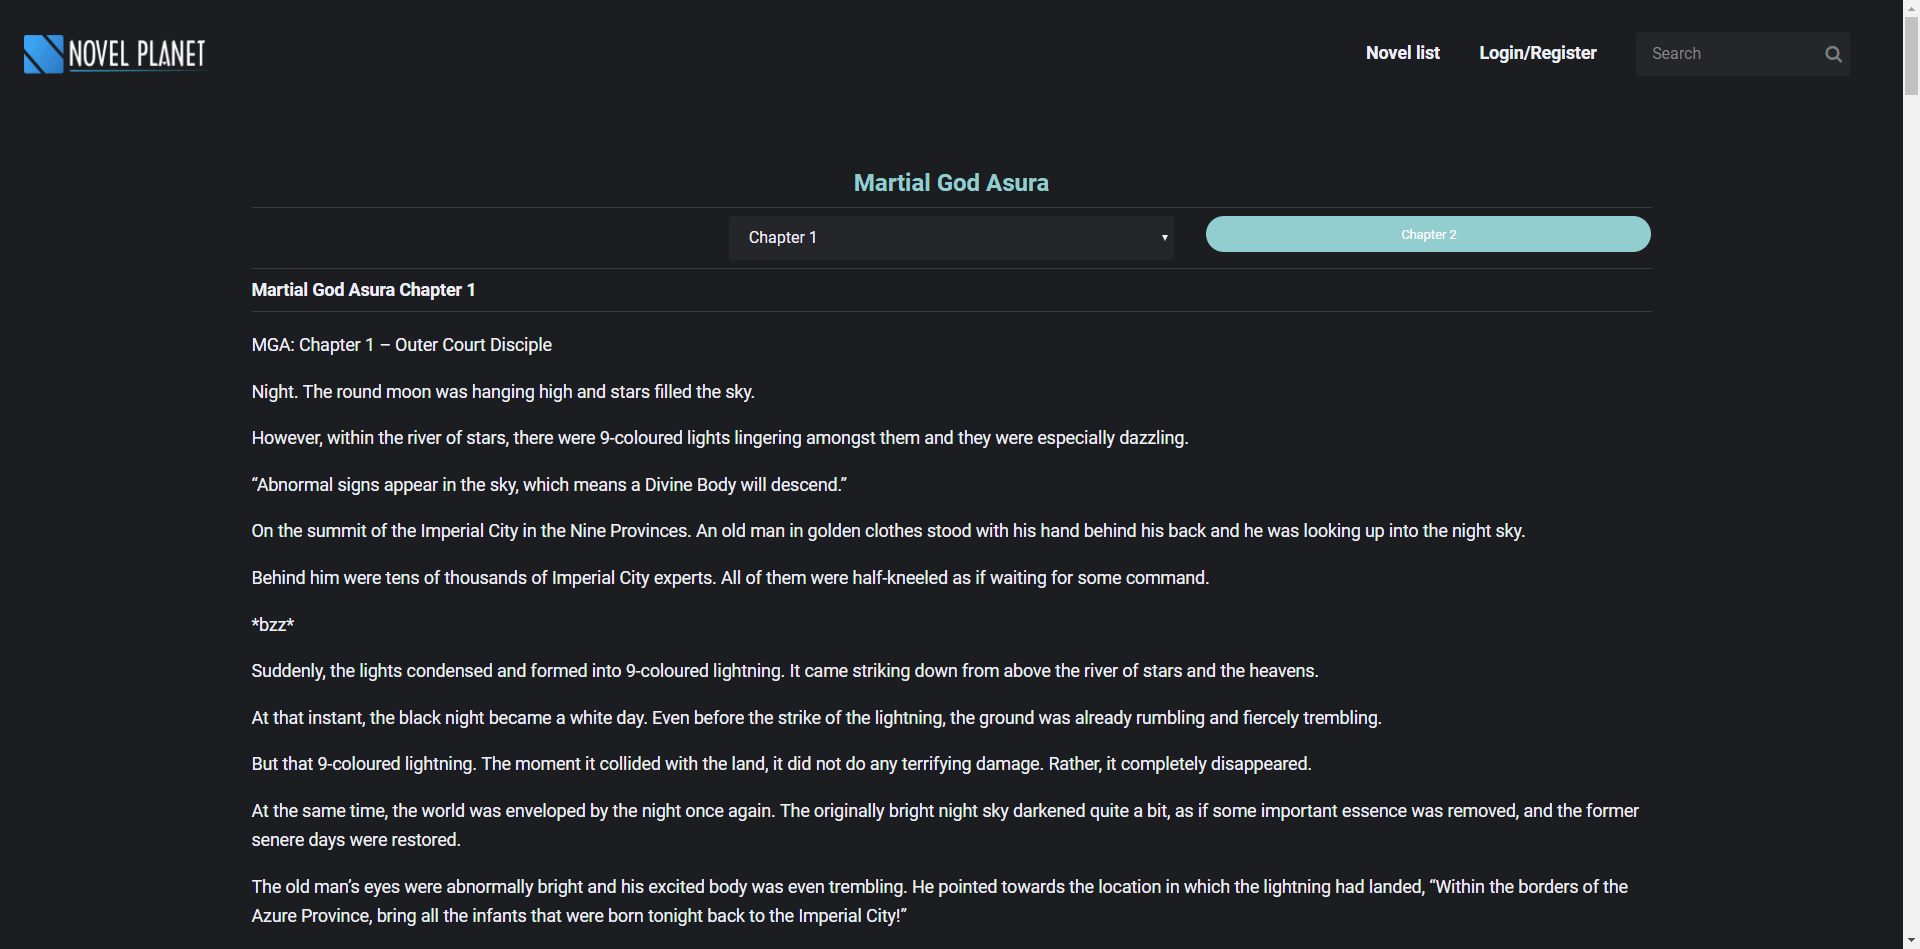 NOVEL PLANET
Novel list
Login/Register
Search
Martial God Asura
Chapter 1
Chapter 2
Martial God Asura Chapter 1
MGA: Chapter 1 – Outer Court Disciple
Night. The round moon was hanging high and stars filled the sky.
However, within the river of stars, there were 9-coloured lights lingering amongst them and they were especially dazzling.
“Abnormal signs appear in the sky, which means a Divine Body will descend.”
On the summit of the Imperial City in the Nine Provinces. An old man in golden clothes stood with his hand behind his back and he was looking up into the night sky.
Behind him were tens of thousands of Imperial City experts. All of them were half-kneeled as if waiting for some command.
*bzz*
Suddenly, the lights condensed and formed into 9-coloured lightning. It came striking down from above the river of stars and the heavens.
At that instant, the black night became a white day. Even before the strike of the lightning, the ground was already rumbling and fiercely trembling.
But that 9-coloured lightning. The moment it collided with the land, it did not do any terrifying damage. Rather, it completely disappeared.
At the same time, the world was enveloped by the night once again. The originally bright night sky darkened quite a bit, as if some important essence was removed, and the former
senere days were restored.
The old man’s eyes were abnormally bright and his excited body was even trembling. He pointed towards the location in which the lightning had landed, “Within the borders of the
Azure Province, bring all the infants that were born tonight back to the Imperial City!”